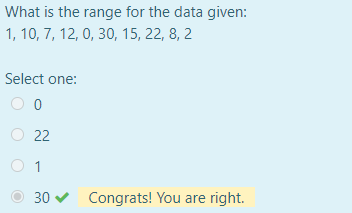 What is the range for the data given:
1, 10, 7, 12, 0, 30, 15, 22, 8, 2
Select one:
0
22
1
30 Congrats! You are right.